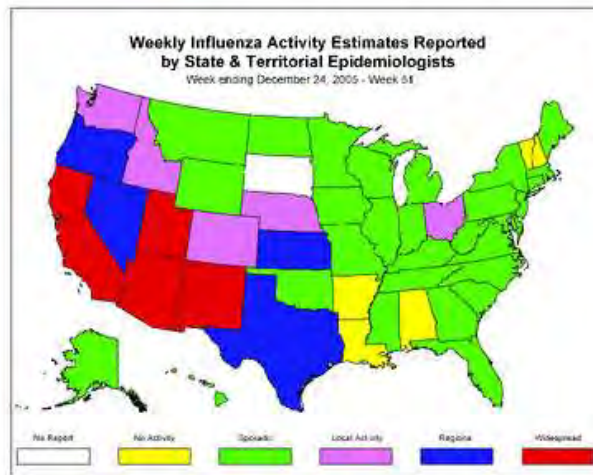 Weekly Influenza Activity Estimates Reported
by State & Territorial Epidemiologists
Week ending December 24, 2005 - Week 51
No Report
No Activity
Sporadic
Local Activity
Regional
Widespread